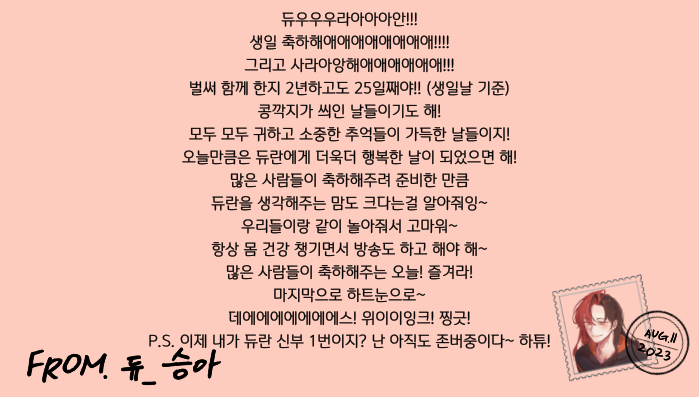 듀우우우라아아아안!!!
생일 축하해애애애애애애애애!!!!
그리고 사라아앙해애애애애애애!!!
벌써 함께 한지 2년하고도 25일째야!! (생일날 기준)
콩깍지가 씌인 날들이기도 해!
모두 모두 귀하고 소중한 추억들이 가득한 날들이지!
오늘만큼은 듀란에게 더욱더 행복한 날이 되었으면 해!
많은 사람들이 축하해주려 준비한 만큼
듀란을 생각해주는 맘도 크다는걸 알아줘잉~
우리들이랑 같이 놀아줘서 고마워~
항상 몸 건강 챙기면서 방송도 하고 해야 해~
많은 사람들이 축하해주는 오늘! 즐겨라!
마지막으로 하트눈으로~
데에에에에에에에스! 위이이잉크! 찡긋!
P.S. 이제 내가 듀란 신부 1번이지? 난 아직도 존버중이다~ 하튜!
FROM. 듀_승아
AUG.11
2023